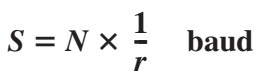 S = N × 1/r baud